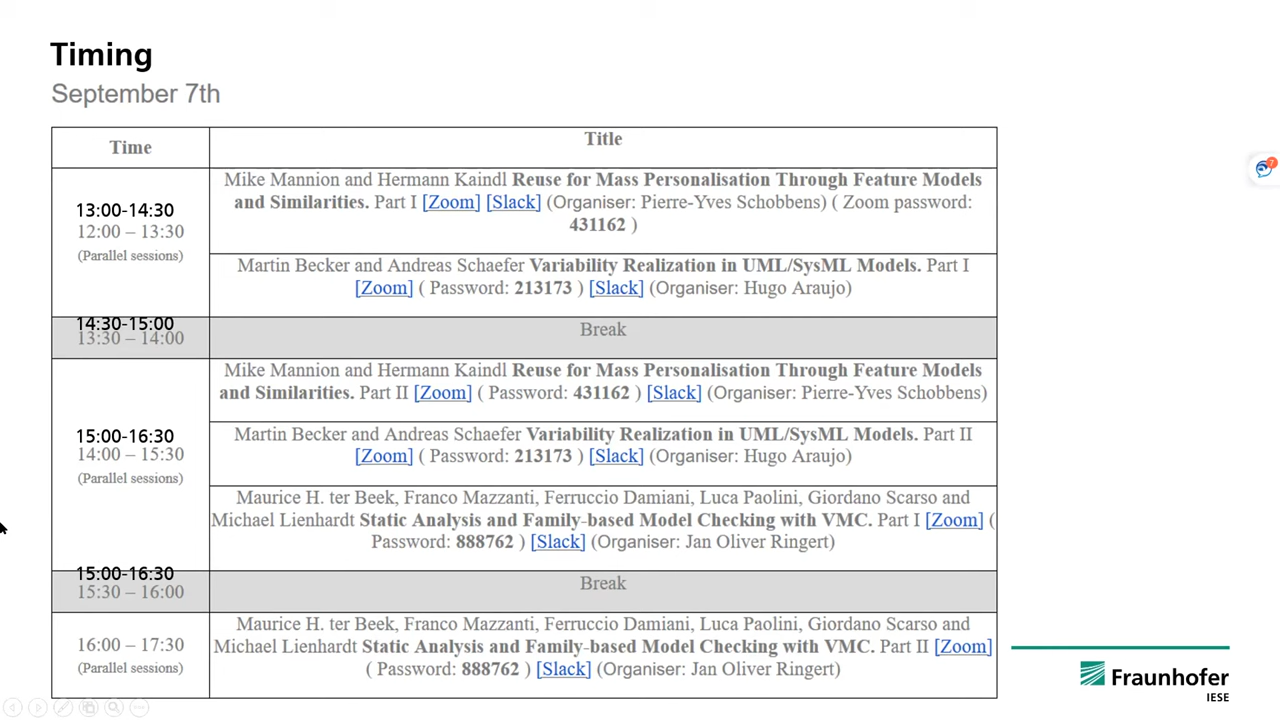 Timing
September 7th
Time
Title
13:00-14:30
12:00 – 13:30
(Parallel sessions)
Mike Mannion and Hermann Kaindl Reuse for Mass Personalisation Through Feature Models
and Similarities. Part I [Zoom] [Slack] (Organiser: Pierre-Yves Schobbens) ( Zoom password:
431162 )
Martin Becker and Andreas Schaefer Variability Realization in UML/SysML Models. Part I
[Zoom] ( Password: 213173 ) [Slack] (Organiser: Hugo Araujo)
14:30-15:00
13:30 – 14:00
Break
15:00-16:30
14:00 – 15:30
(Parallel sessions)
Mike Mannion and Hermann Kaindl Reuse for Mass Personalisation Through Feature Models
and Similarities. Part II [Zoom] ( Password: 431162 ) [Slack] (Organiser: Pierre-Yves Schobbens)
Martin Becker and Andreas Schaefer Variability Realization in UML/SysML Models. Part II
[Zoom] ( Password: 213173 ) [Slack] (Organiser: Hugo Araujo)
Maurice H. ter Beek, Franco Mazzanti, Ferruccio Damiani, Luca Paolini, Giordano Scarso and
Michael Lienhardt Static Analysis and Family-based Model Checking with VMC. Part I [Zoom] (
Password: 888762 ) [Slack] (Organiser: Jan Oliver Ringert)
15:00-16:30
15:30 – 16:00
Break
16:00 – 17:30
(Parallel sessions)
Maurice H. ter Beek, Franco Mazzanti, Ferruccio Damiani, Luca Paolini, Giordano Scarso and
Michael Lienhardt Static Analysis and Family-based Model Checking with VMC. Part II [Zoom]
( Password: 888762 ) [Slack] (Organiser: Jan Oliver Ringert)
7
Fraunhofer
IESE